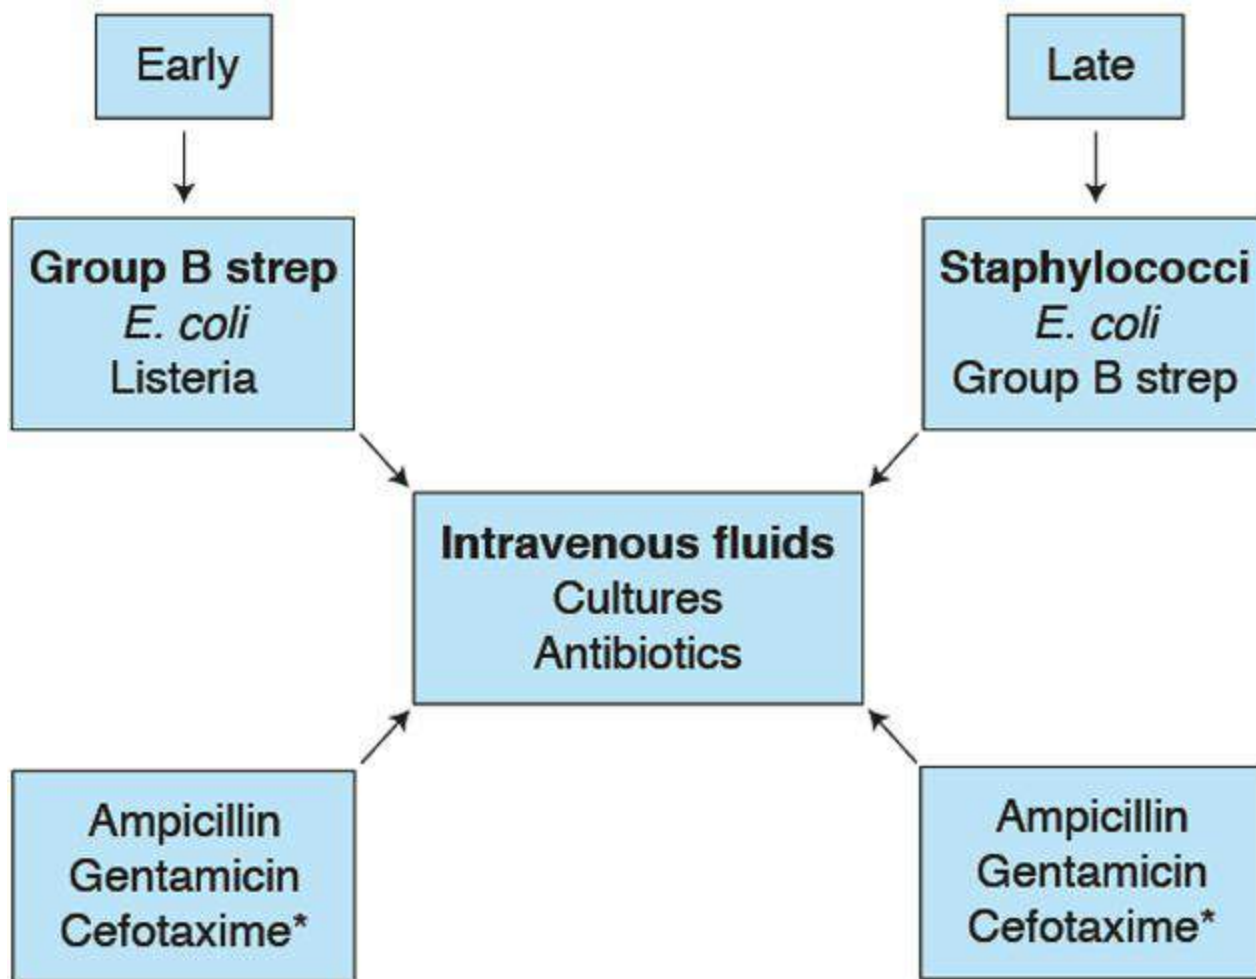 Early
Late
Group B strep
E. coli
Listeria
Staphylococci
E. coli
Group B strep
Intravenous fluids
Cultures
Antibiotics
Ampicillin
Gentamicin
Cefotaxime*
Ampicillin
Gentamicin
Cefotaxime*